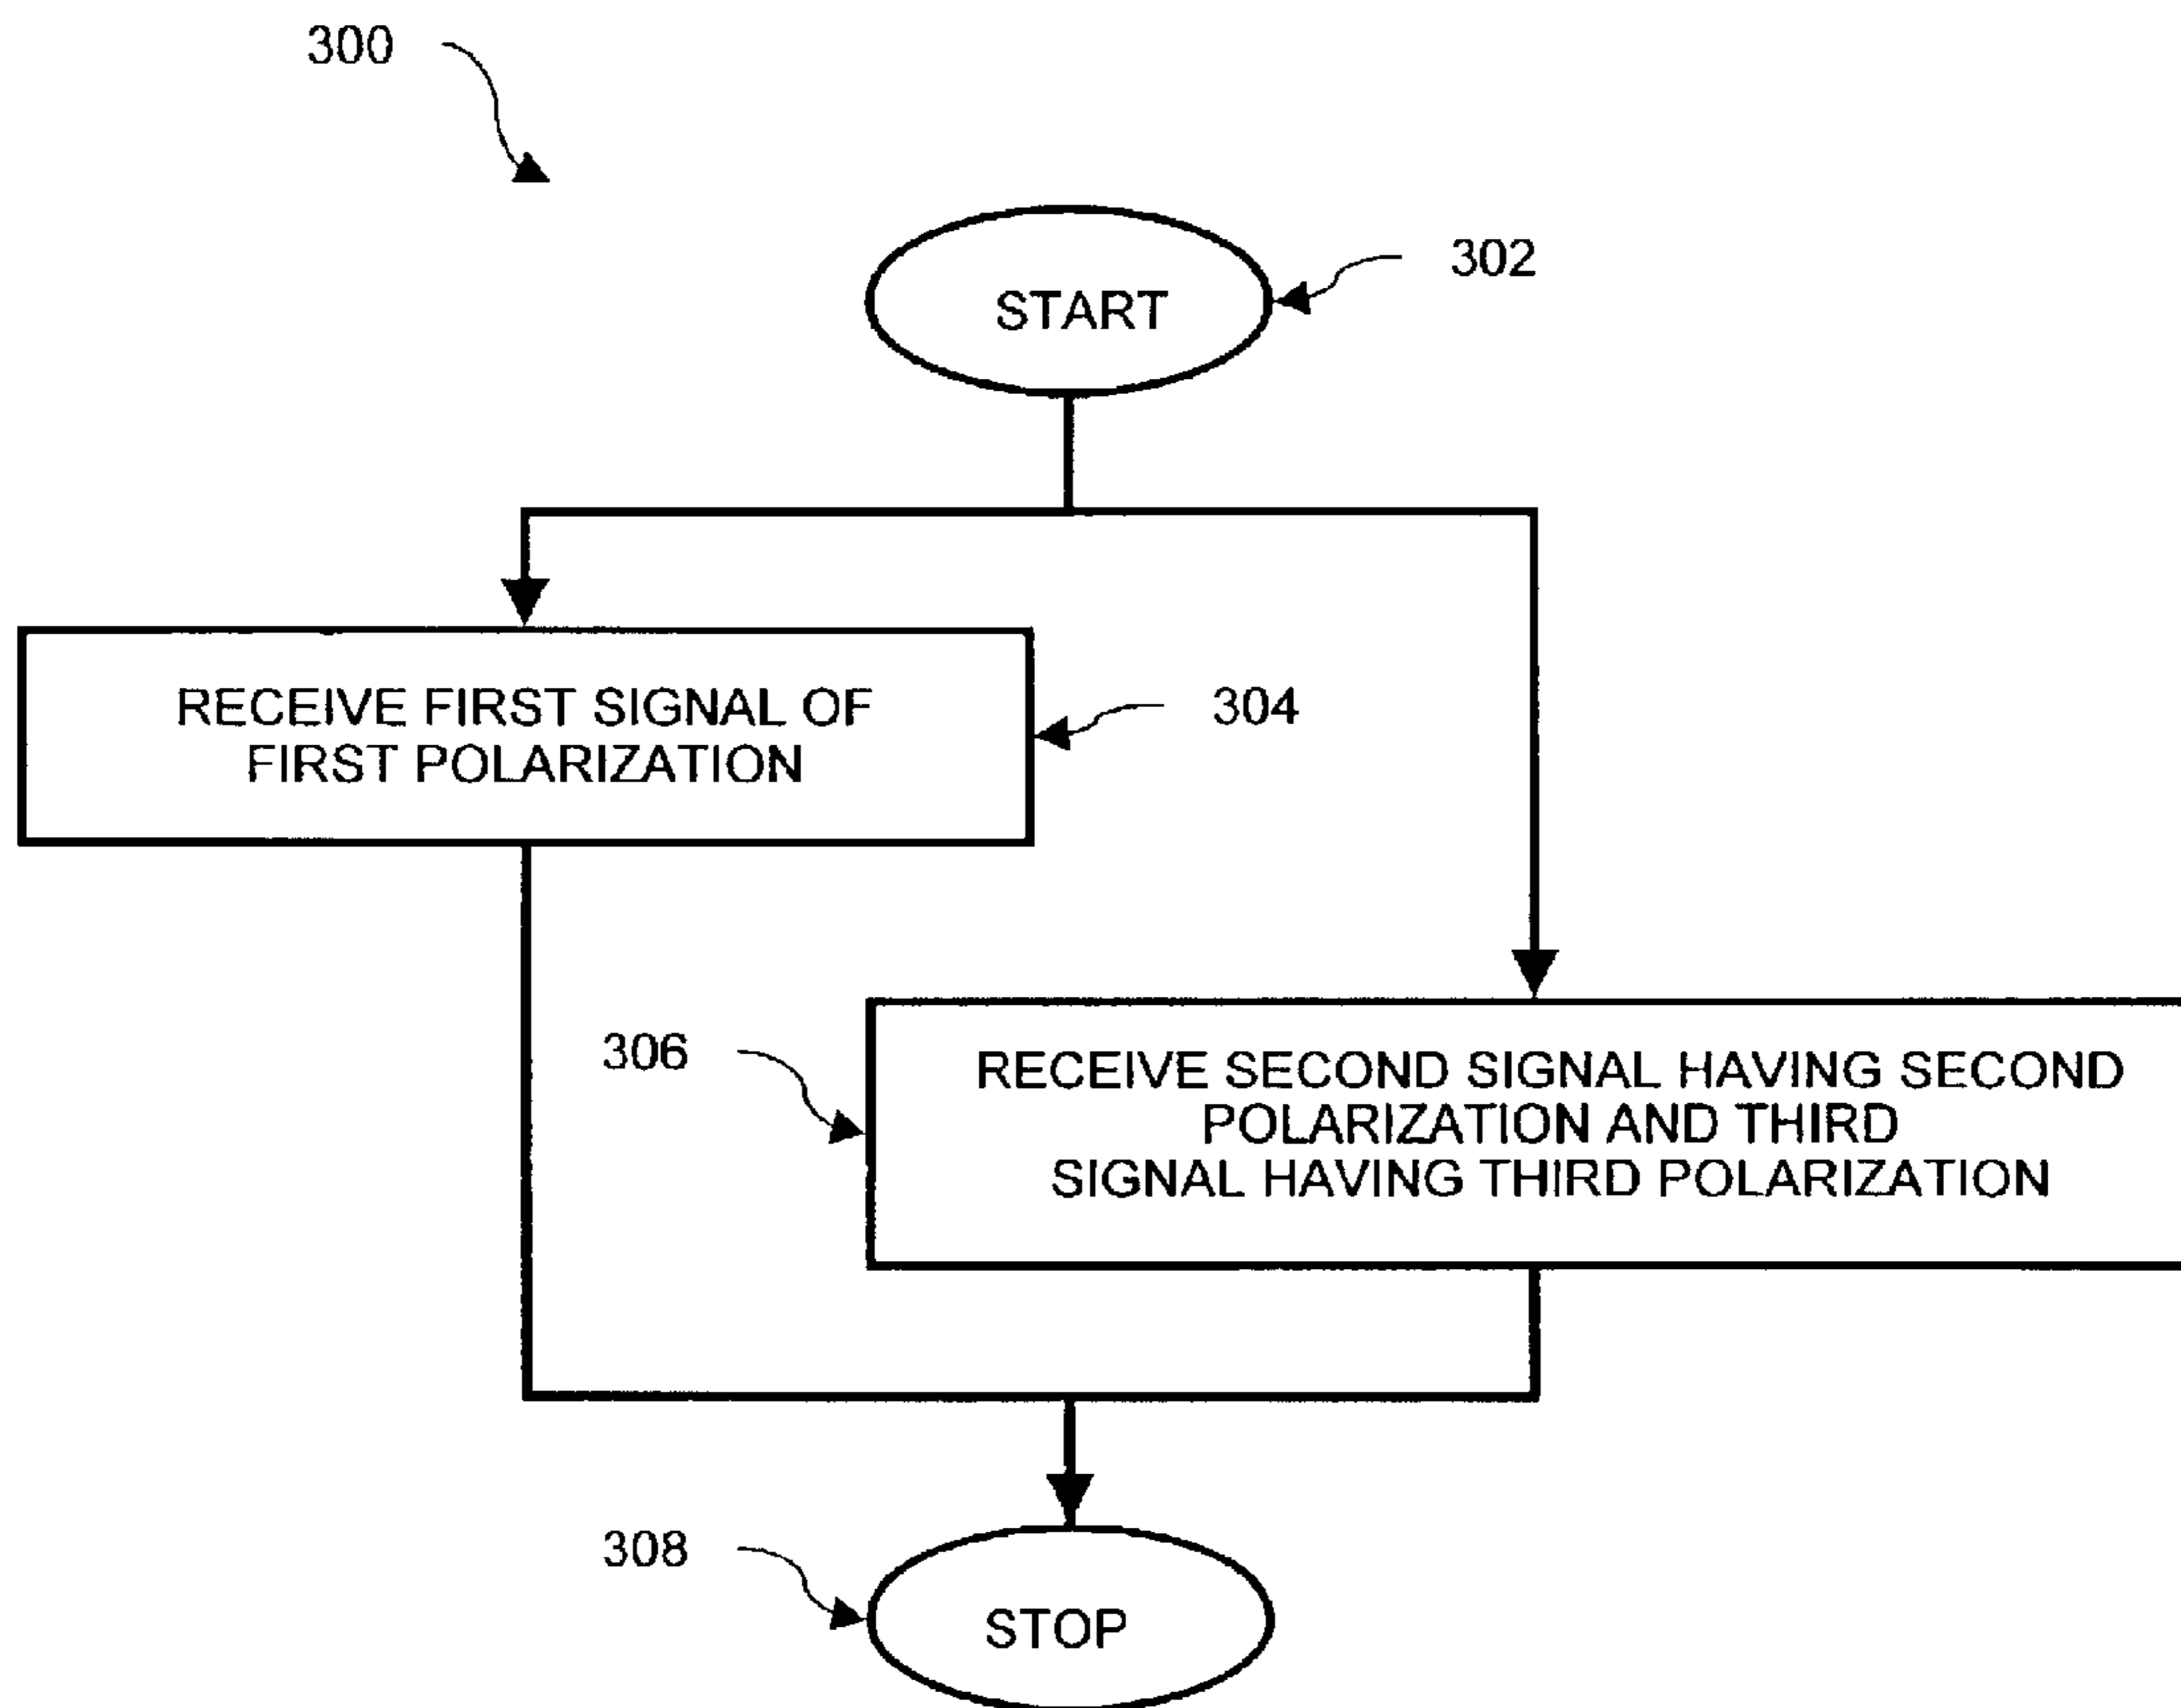 300
302
START
RECEIVE FIRST SIGNAL OF
FIRST POLARIZATION
304
306
RECEIVE SECOND SIGNAL HAVING SECOND
POLARIZATION AND THIRD
SIGNAL HAVING THIRD POLARIZATION
308
STOP